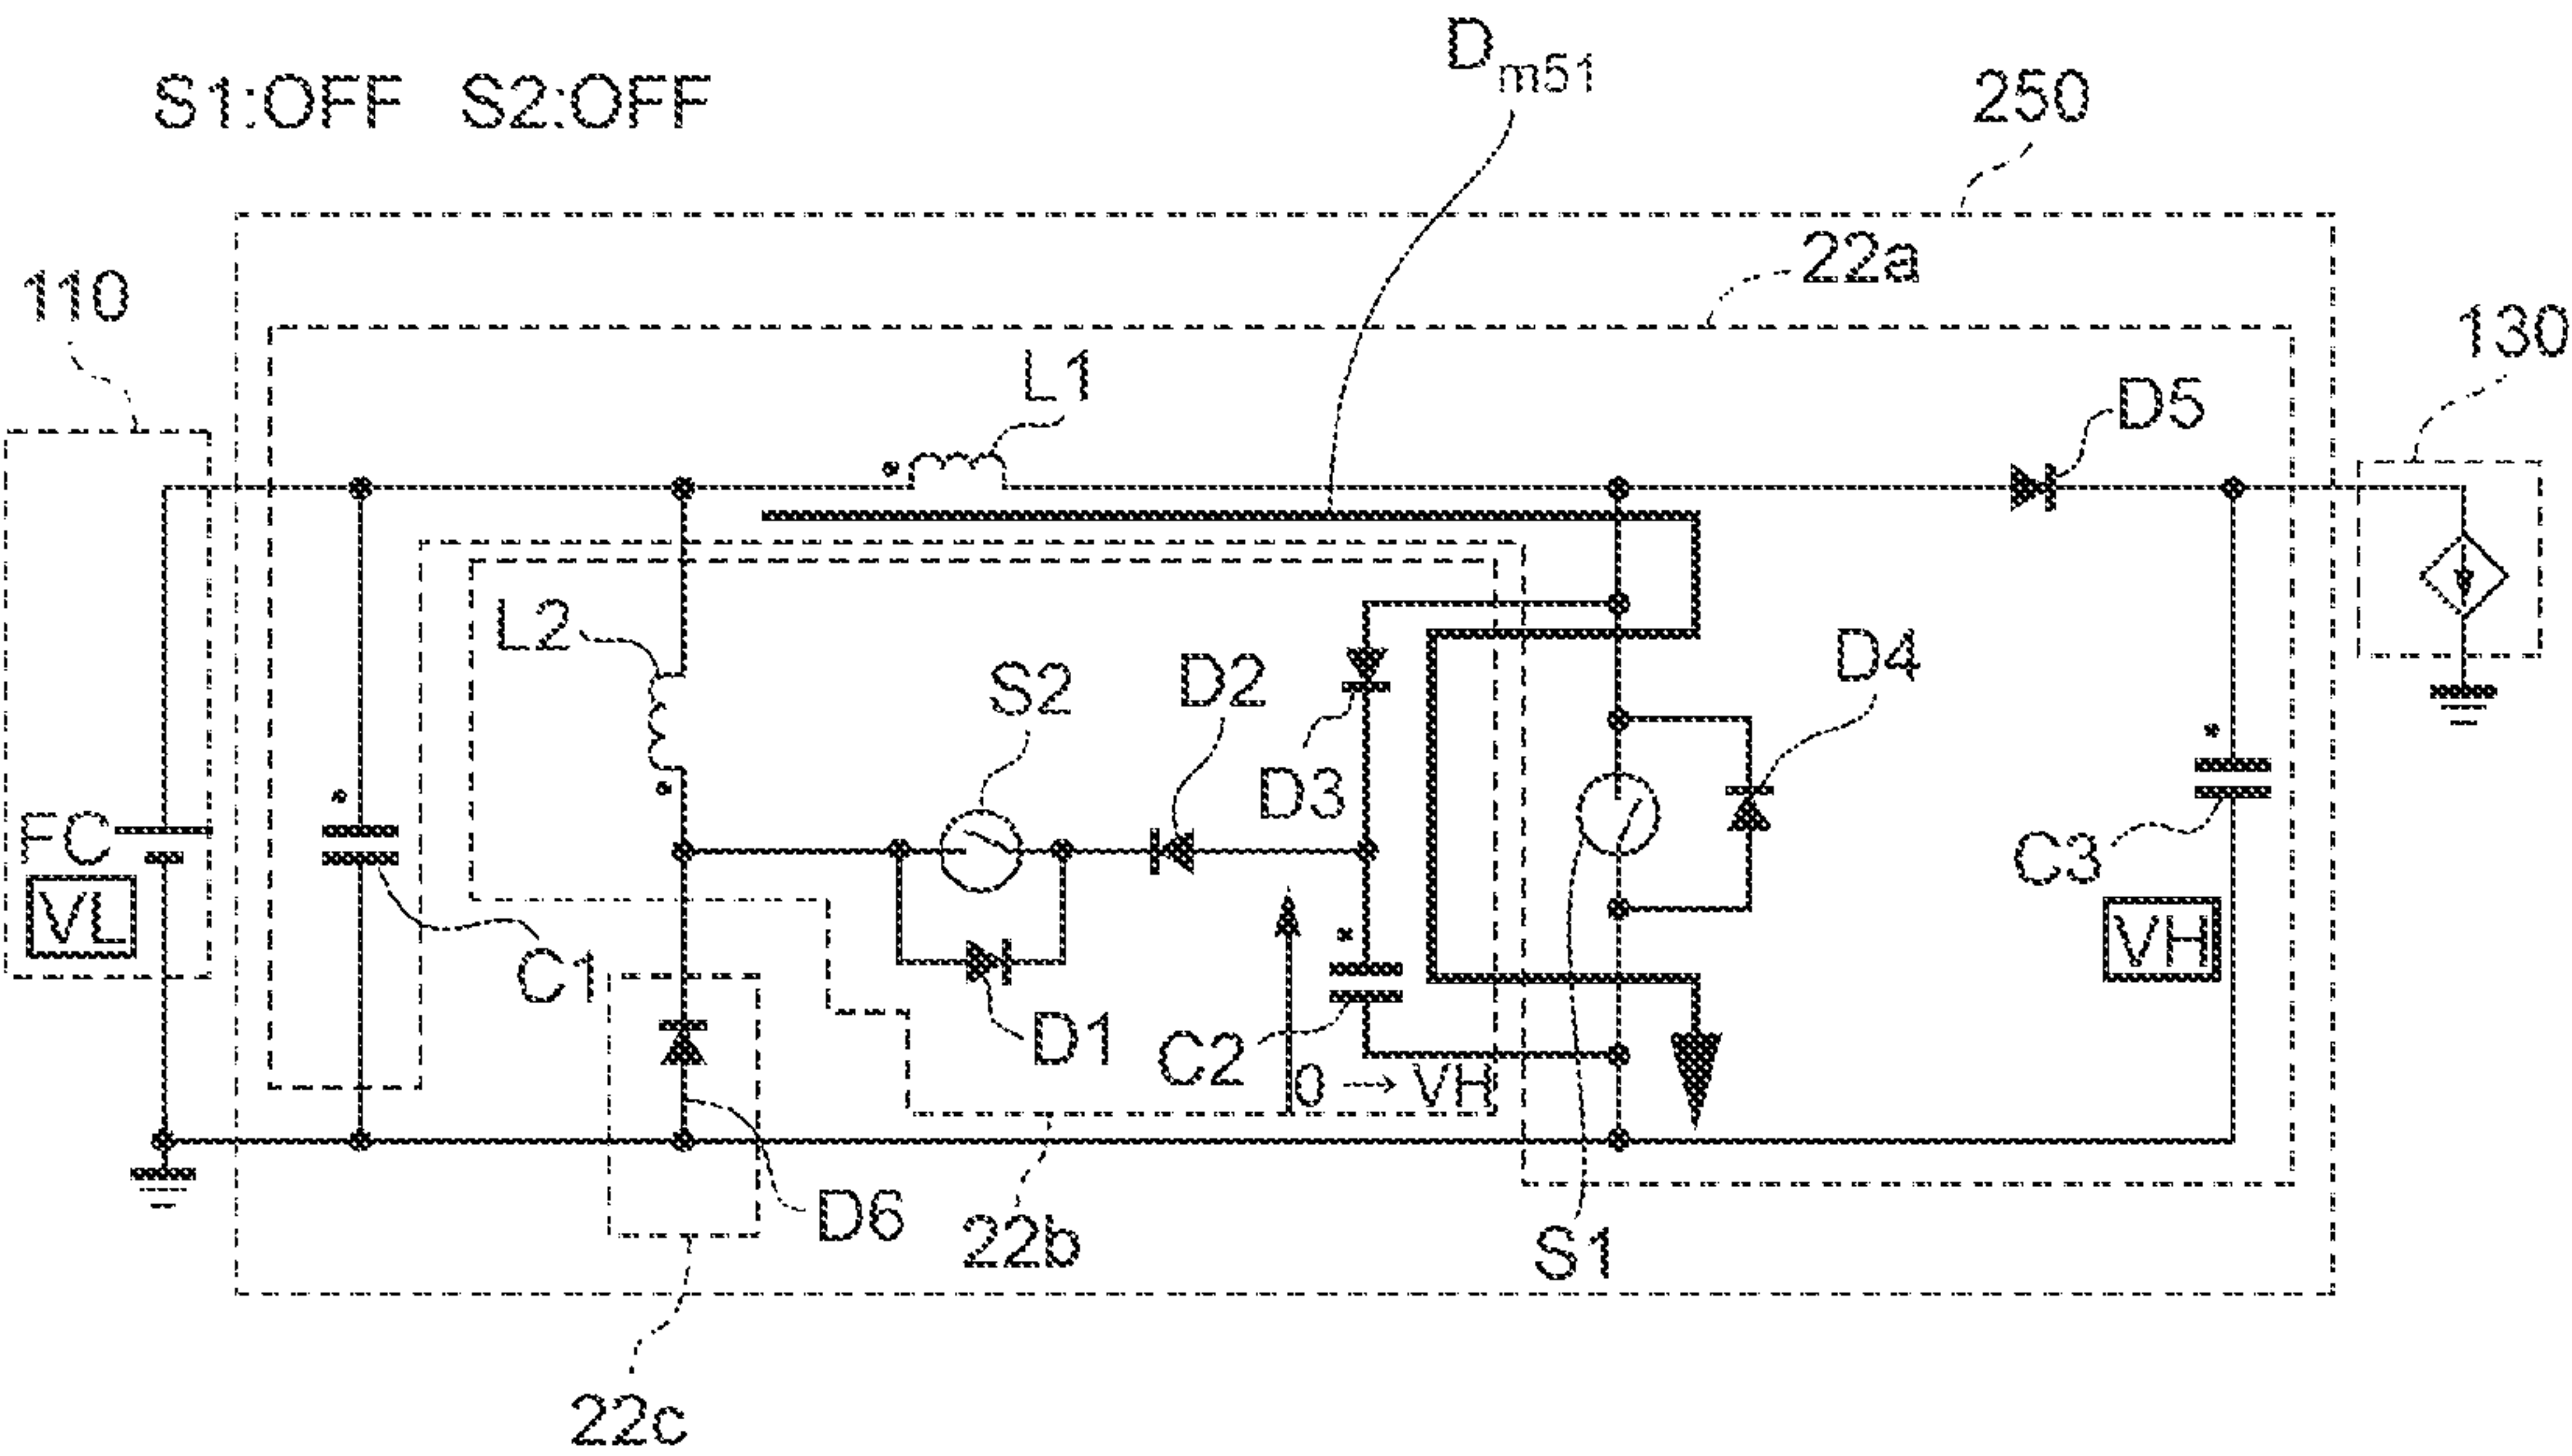 D m51
S1:OFF S2:OFF
250
22a
110
130
L1
D5
L2
S2
D2
D3
D4
FC
VL
C1
C3
VH
D1
C2
0 → VH
D6
22b
S1
22c